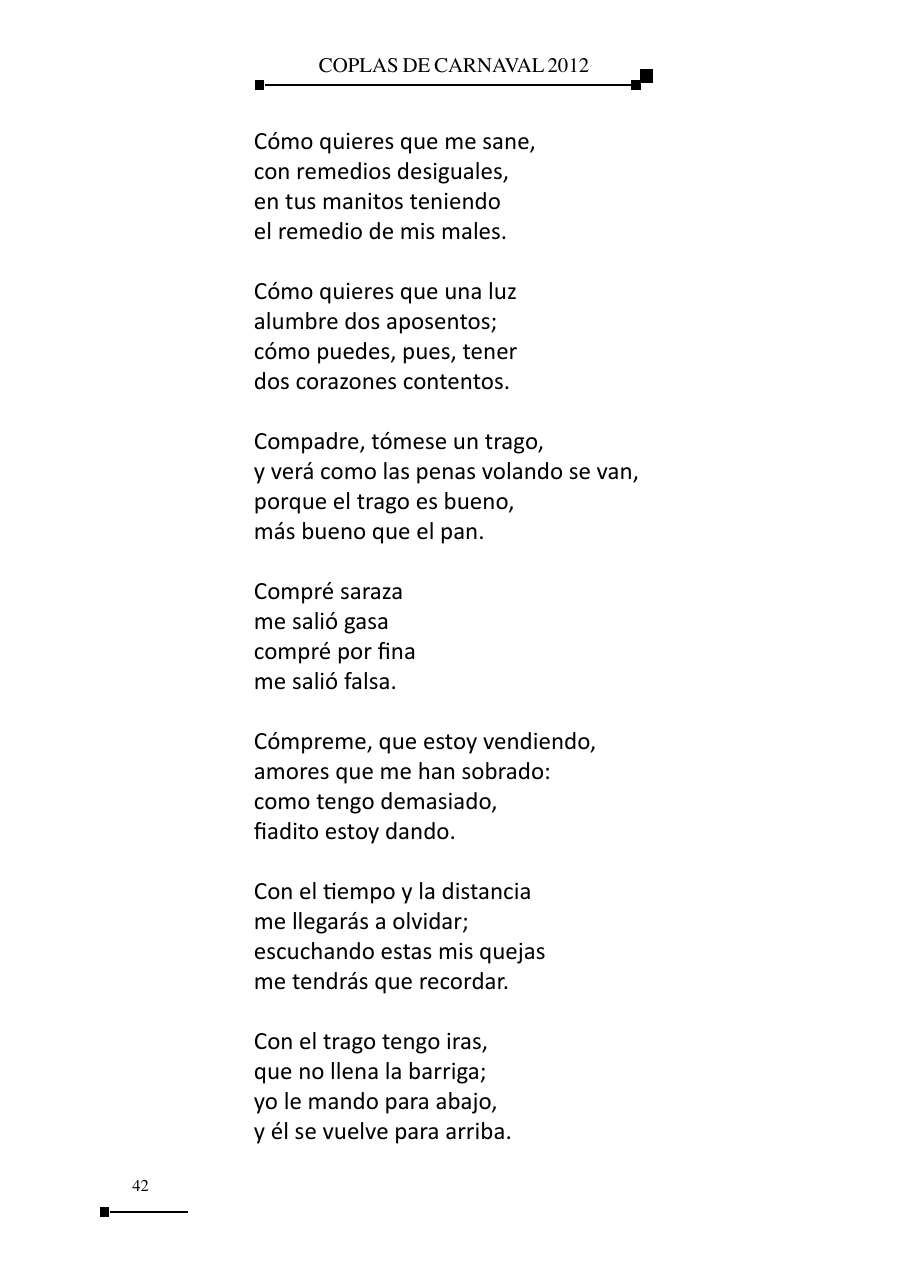 COPLAS DE CARNAVAL 2012
Cómo quieres que me sane,
con remedios desiguales,
en tus manitos teniendo
el remedio de mis males.
Cómo quieres que una luz
alumbre dos aposentos;
cómo puedes, pues, tener
dos corazones contentos.
Compadre, tómese un trago,
y verá como las penas volando se van,
porque el trago es bueno,
más bueno que el pan.
Compré saraza
me salió gasa
compré por fina
me salió falsa.
Cómpreme, que estoy vendiendo,
amores que me han sobrado:
como tengo demasiado,
fiadito estoy dando.
Con el tiempo y la distancia
me llegarás a olvidar;
escuchando estas mis quejas
me tendrás que recordar.
Con el trago tengo iras,
que no llena la barriga;
yo le mando para abajo,
y él se vuelve para arriba.
42